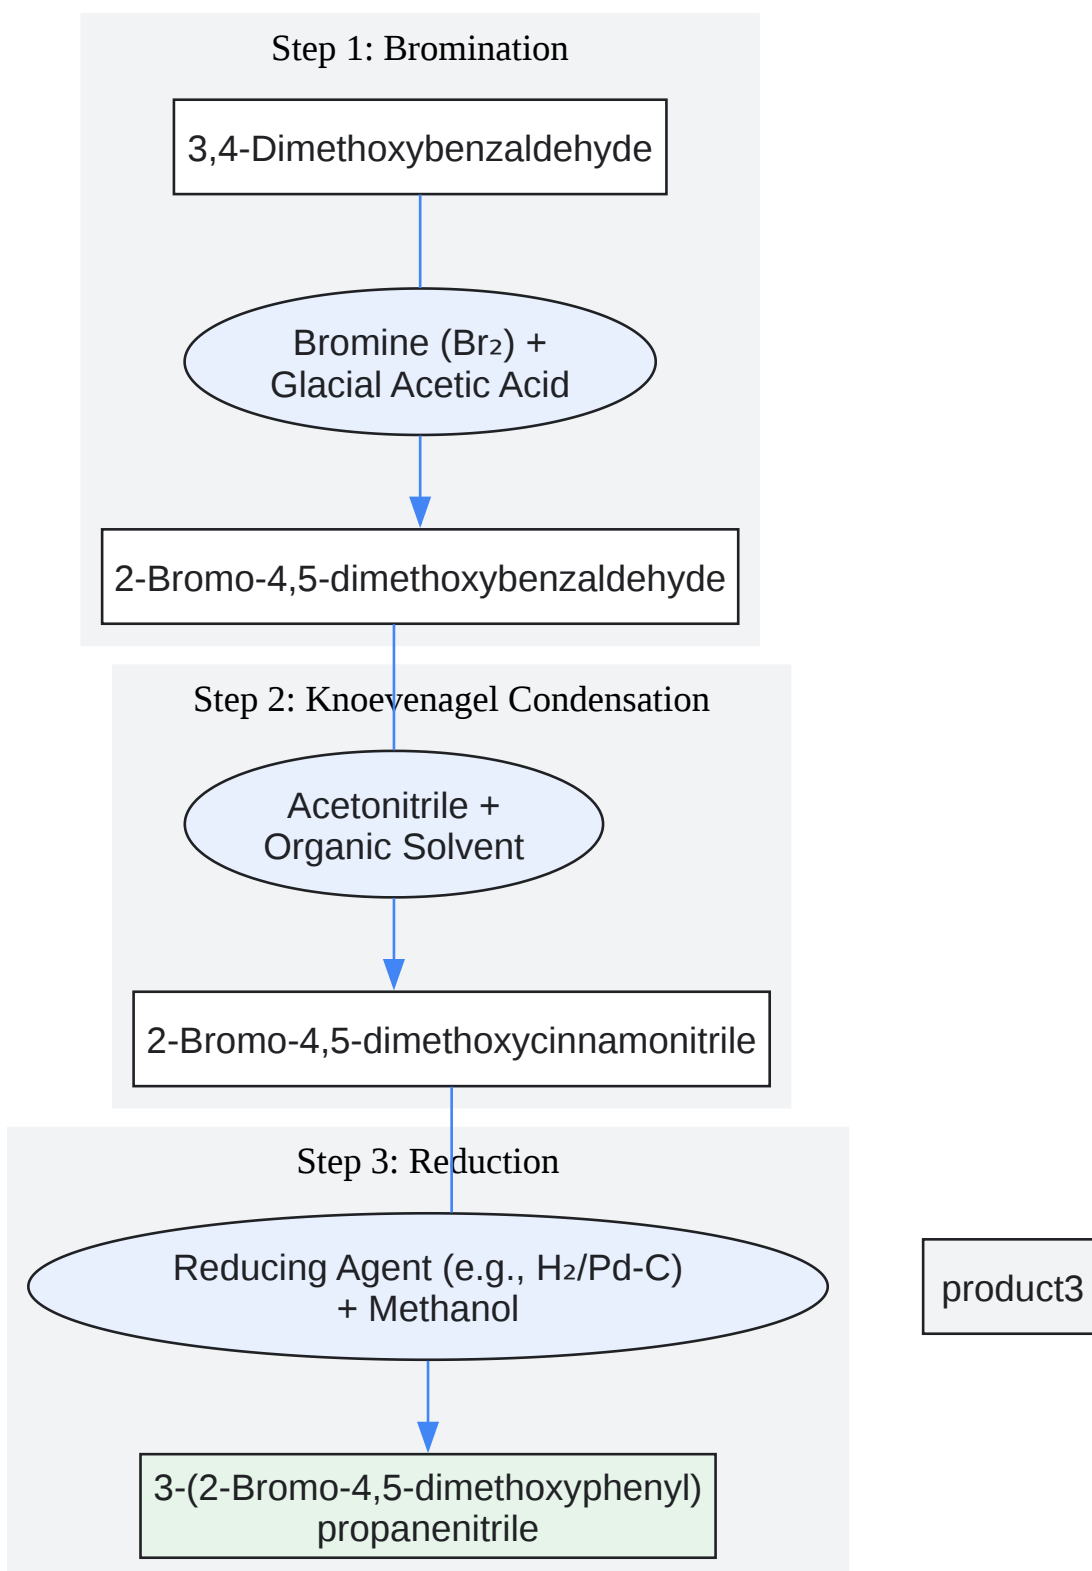 Step 1: Bromination
3,4-Dimethoxybenzaldehyde
Bromine (Br₂) +
Glacial Acetic Acid
2-Bromo-4,5-dimethoxybenzaldehyde
Step 2: Knoevenagel Condensation
Acetonitrile +
Organic Solvent
2-Bromo-4,5-dimethoxycinnamonitrile
Step 3: Reduction
Reducing Agent (e.g., H₂/Pd-C)
+ Methanol
product3
3-(2-Bromo-4,5-dimethoxyphenyl)
propanenitrile